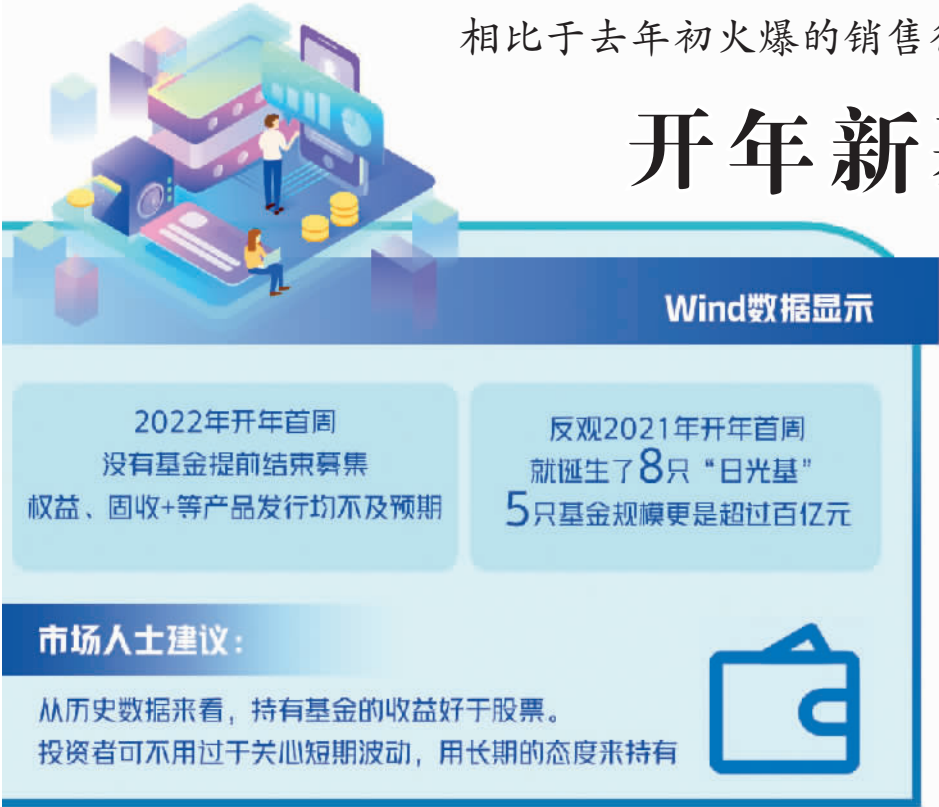 相比于去年初火爆的销售
开年新
Wind数据显示
2022年开年首周
没有基金提前结束募集
权益、固收+等产品发行均不及预期
反观2021年开年首周
就诞生了8只“日光基”
5只基金规模更是超过百亿元
市场人士建议：
从历史数据来看，持有基金的收益好于股票。
投资者可不用过于关心短期波动，用长期的态度来持有